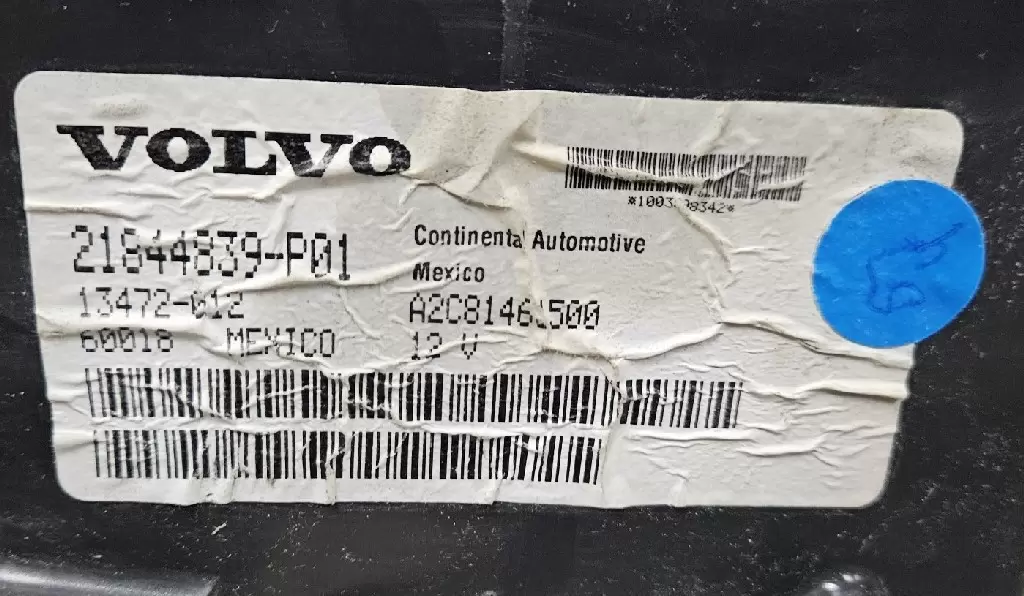 VOLVO
21844839-P01
13472-012
60018 MEXICO
Continental Automotive
Mexico
A2C81461500
12 V